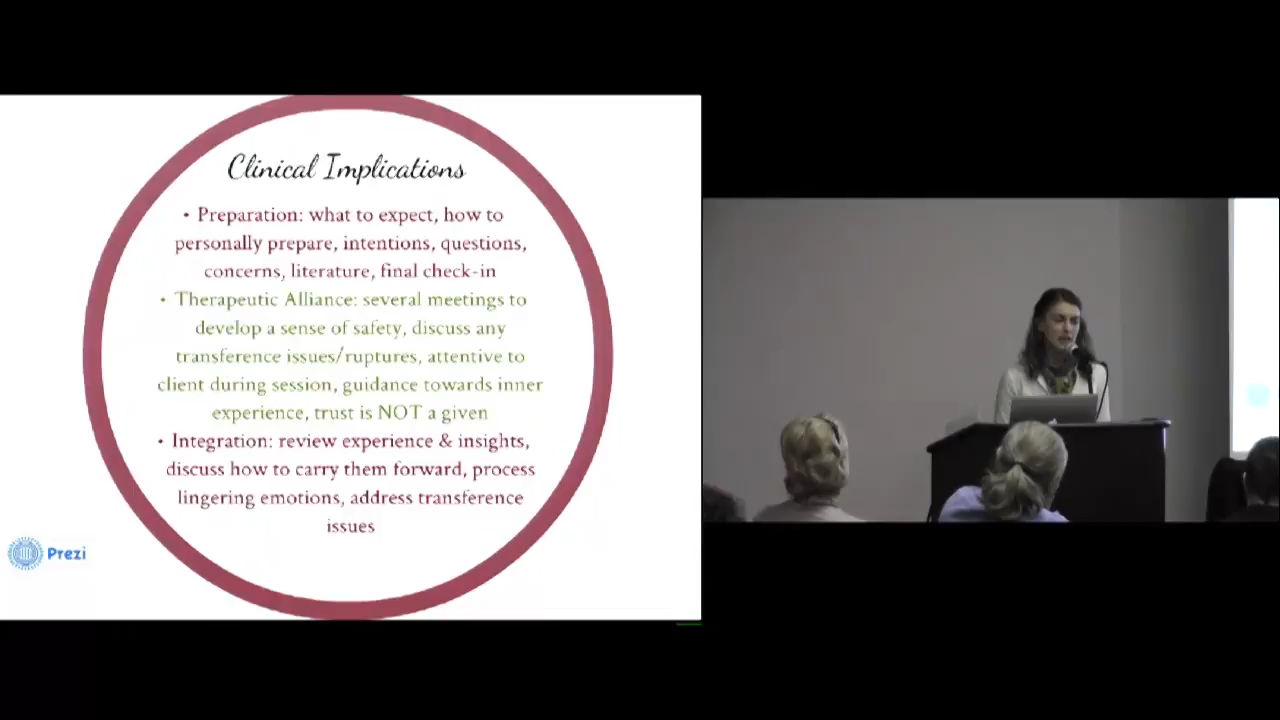 Clinical Implications
• Preparation: what to expect, how to
personally prepare, intentions, questions,
concerns, literature, final check-in
• Therapeutic Alliance: several meetings to
develop a sense of safety, discuss any
transference issues/ruptures, attentive to
client during session, guidance towards inner
experience, trust is NOT a given
• Integration: review experience & insights,
discuss how to carry them forward, process
lingering emotions, address transference
issues
Prezi